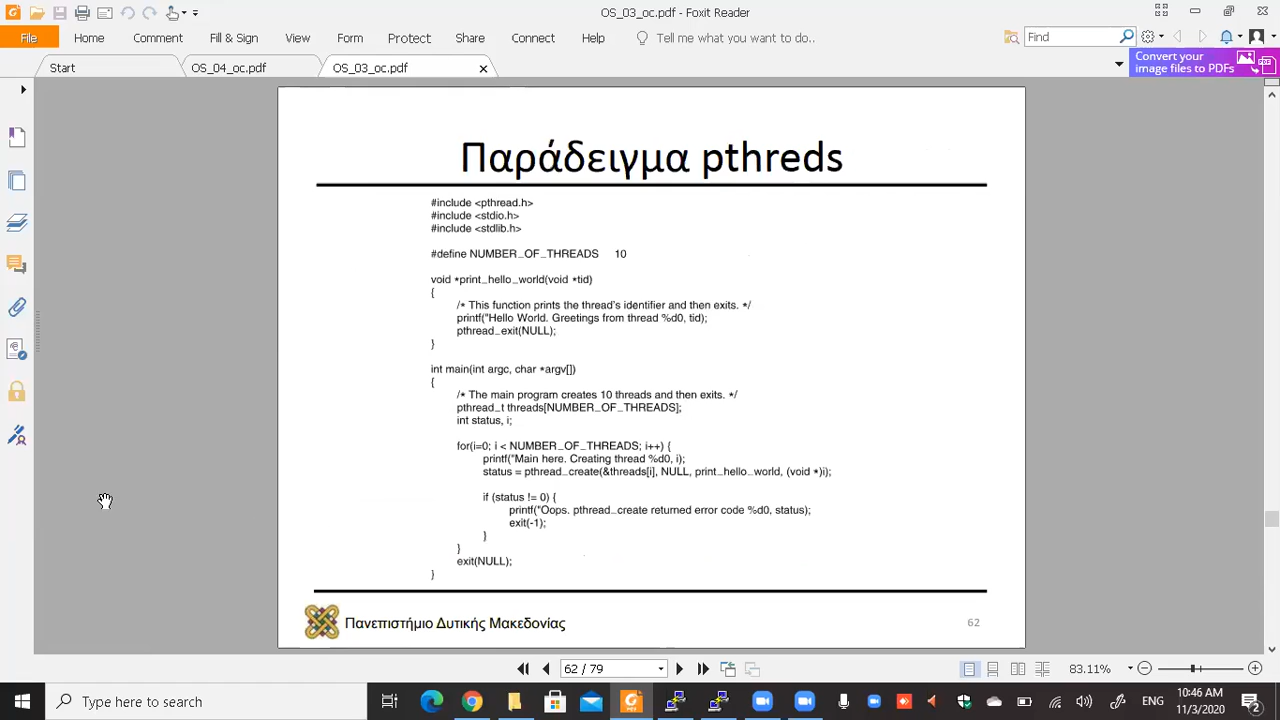 OS_03_oc.pdf - Foxit Reader
File Home Comment Fill & Sign View Form Protect Share Connect Help Tell me what you want to do.. Find
Start OS_04_oc.pdf OS_03_oc.pdf
Convert your
image files to PDFs
Παράδειγμα pthreds
#include <pthread.h>
#include <stdio.h>
#include <stdlib.h>
#define NUMBER_OF_THREADS 10
void *print_hello_world(void *tid)
{
/* This function prints the thread's identifier and then exits. */
printf("Hello World. Greetings from thread %d0, tid);
pthread_exit(NULL);
}
int main(int argc, char *argv[])
{
/* The main program creates 10 threads and then exits. */
pthread_t threads[NUMBER_OF_THREADS];
int status, i;
for(i=0; i < NUMBER_OF_THREADS; i++) {
printf("Main here. Creating thread %d0, i);
status = pthread_create(&threads[i], NULL, print_hello_world, (void *)i);
if (status != 0) {
printf("Oops. pthread_create returned error code %d0, status);
exit(-1);
}
}
exit(NULL);
}
Πανεπιστήμιο Δυτικής Μακεδονίας
62
62 / 79
83.11%
Type here to search
ENG
10:46 AM
11/3/2020
2